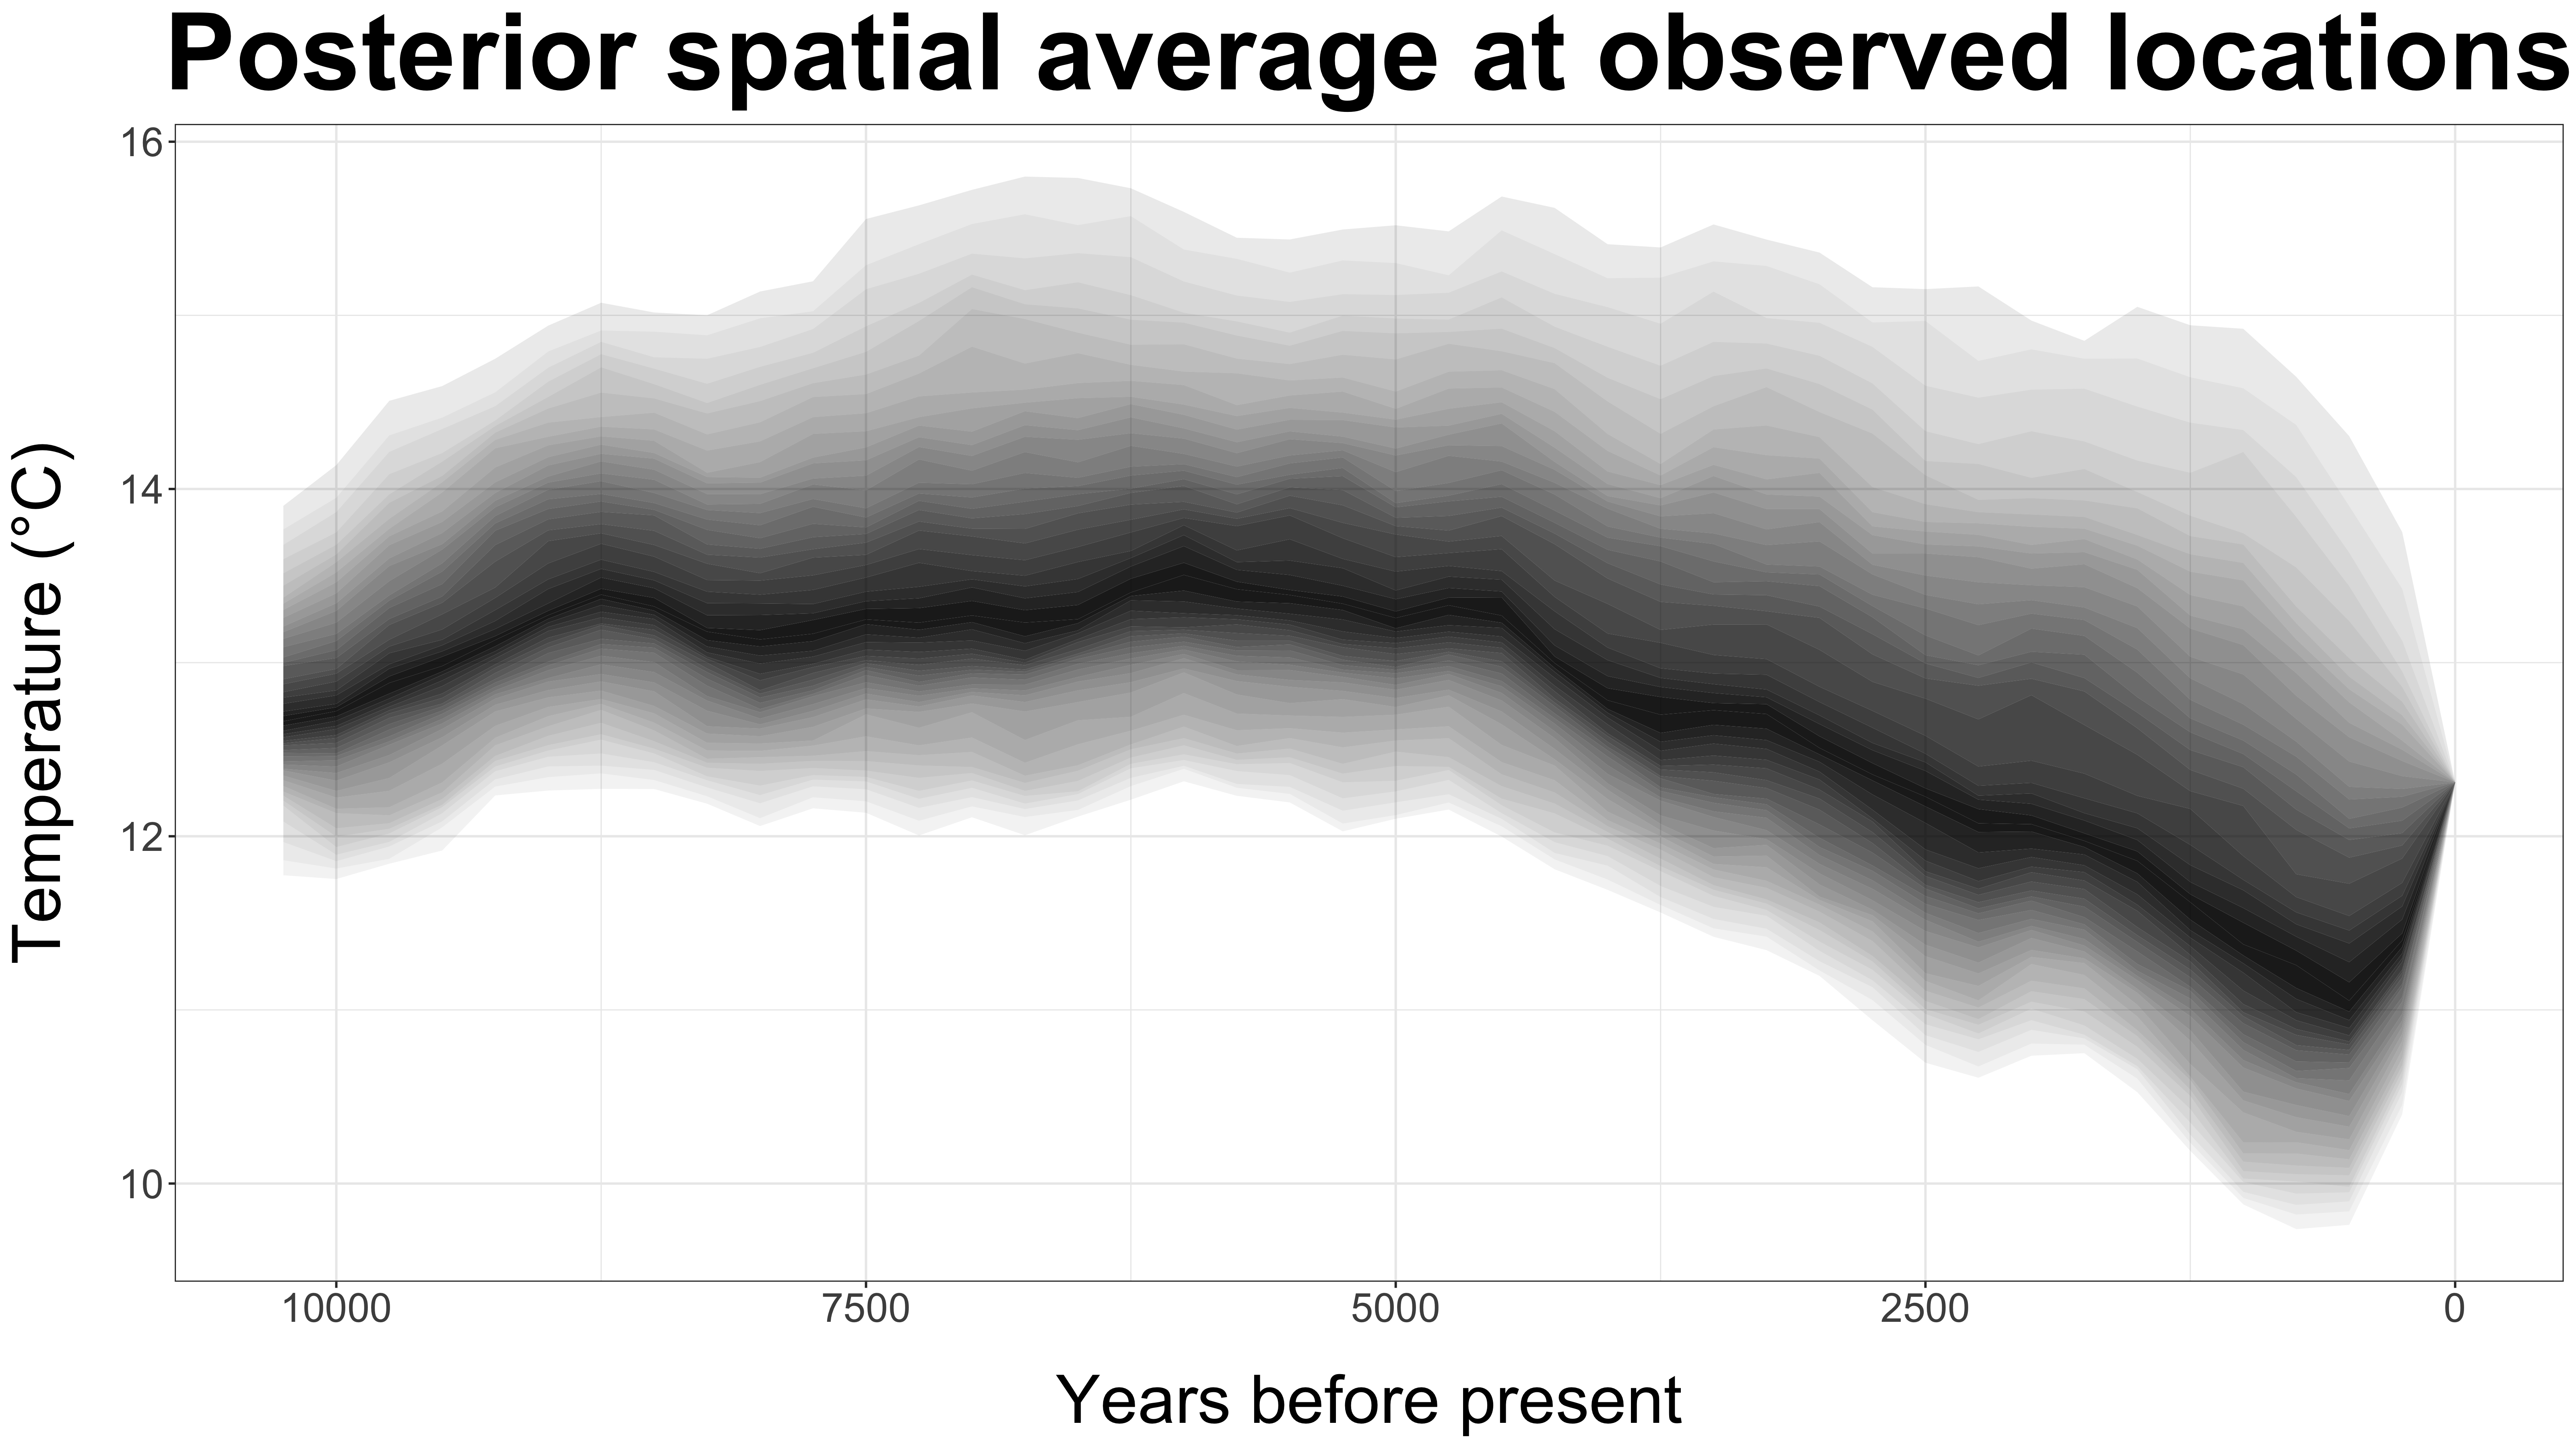 Posterior spatial average at observed locations
Temperature (°C)
16
14
12
10
10000 7500 5000 2500 0
Years before present